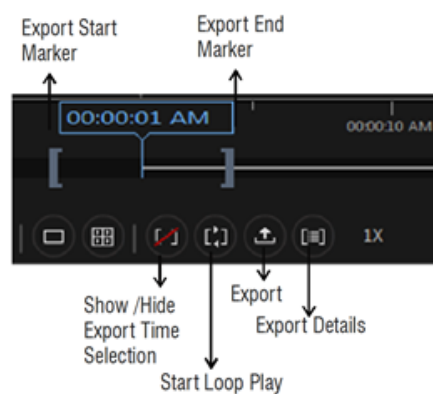 Export Start
Marker
Export End
Marker
00:00:01 AM
00:00:10 AM
1X
Show /Hide
Export Time
Selection
Export
Export Details
Start Loop Play